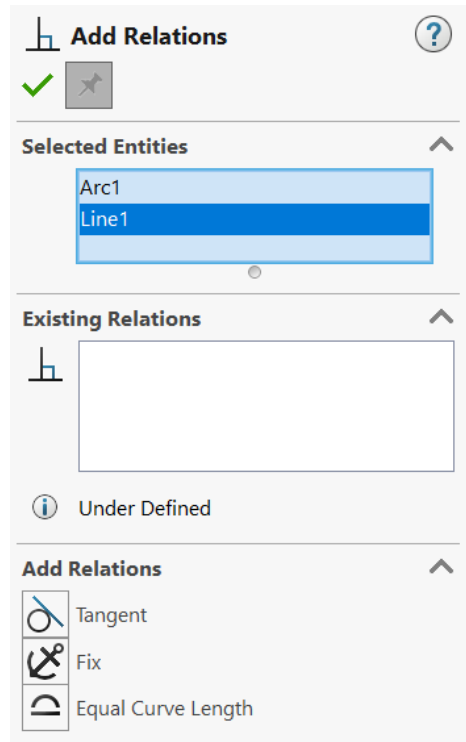 Add Relations
?
Selected Entities
Arc1
Line1
Existing Relations
Under Defined
Add Relations
Tangent
Fix
Equal Curve Length